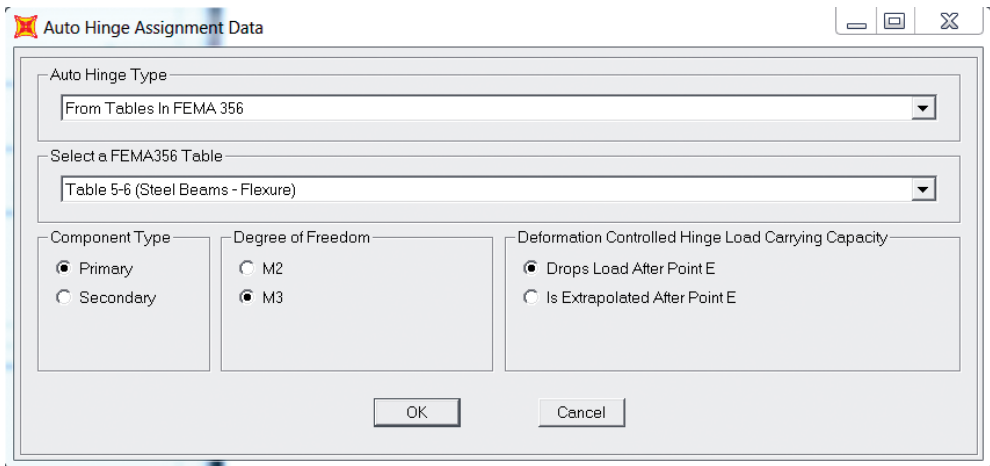 Auto Hinge Assignment Data
Auto Hinge Type
From Tables In FEMA 356
Select a FEMA356 Table
Table 5-6 (Steel Beams - Flexure)
Component Type
Primary
Secondary
Degree of Freedom
M2
M3
Deformation Controlled Hinge Load Carrying Capacity
Drops Load After Point E
Is Extrapolated After Point E
OK
Cancel